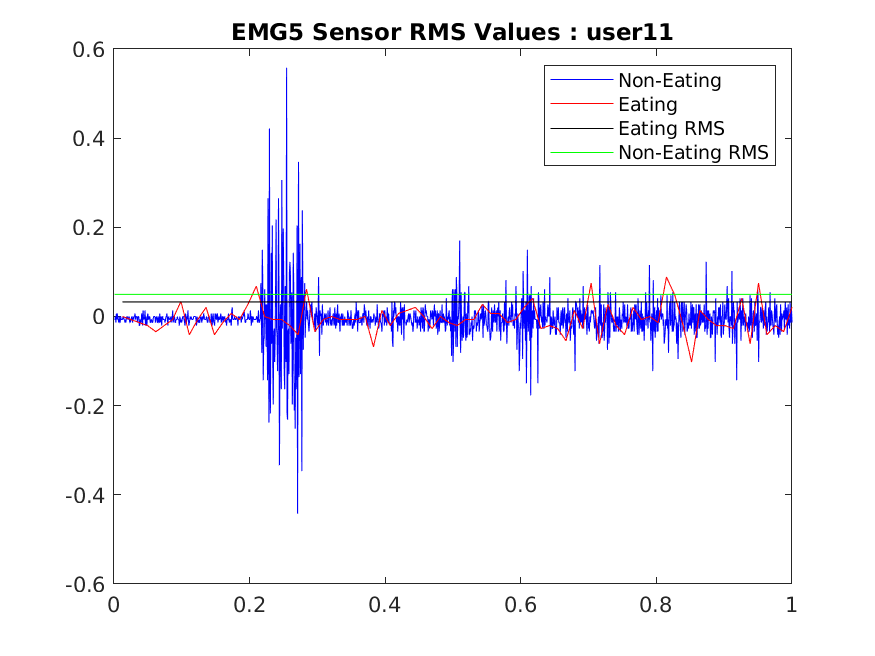 EMG5 Sensor RMS Values : user11
0.6
0.4
0.2
0
-0.2
-0.4
-0.6
Non-Eating
Eating
Eating RMS
Non-Eating RMS
0 0.2 0.4 0.6 0.8 1